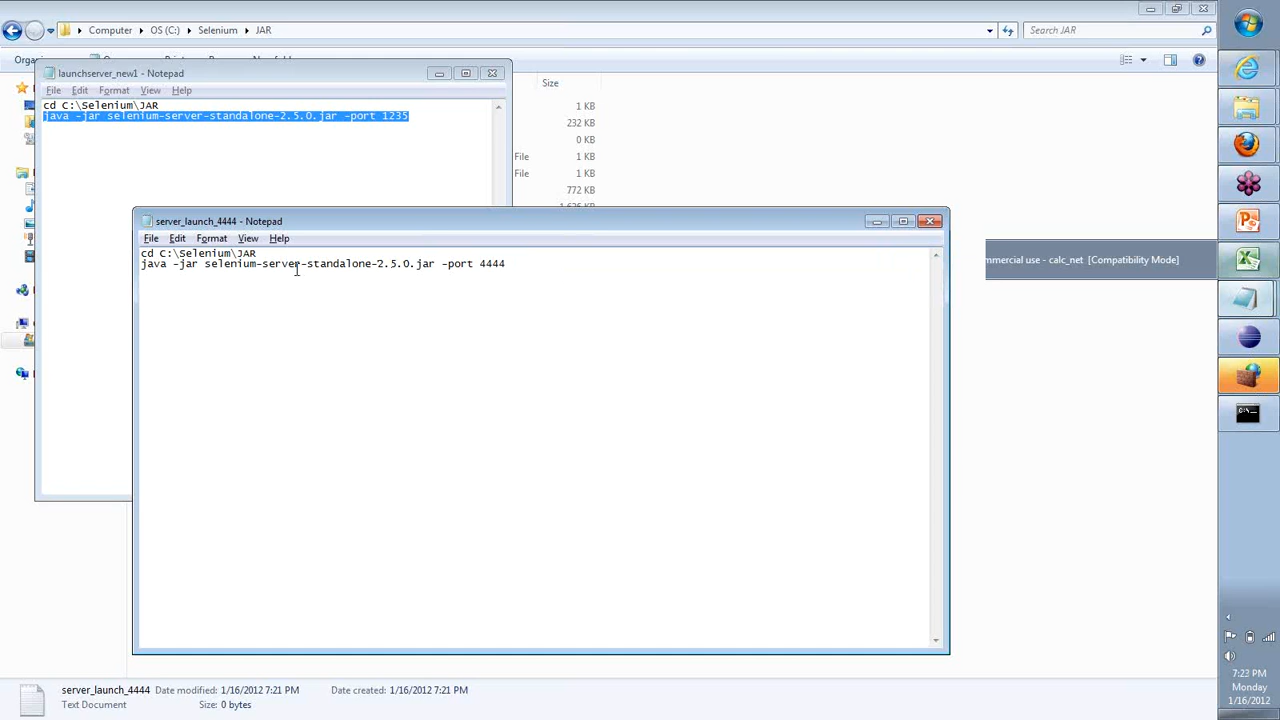 Computer
OS (C:)
Selenium
JAR
Search JAR
Organ
launchserver_new1 - Notepad
File Edit Format View Help
cd C:\Selenium\JAR
java -jar selenium-server-standalone-2.5.0.jar -port 1235
Size
1 KB
232 KB
0 KB
File 1 KB
File 1 KB
772 KB
server_launch_4444 - Notepad
File Edit Format View Help
cd C:\Selenium\JAR
java -jar selenium-server-standalone-2.5.0.jar -port 4444
mmercial use - calc_net [Compatibility Mode]
server_launch_4444 Date modified: 1/16/2012 7:21 PM Date created: 1/16/2012 7:21 PM
Text Document Size: 0 bytes
7:23 PM
Monday
1/16/2012